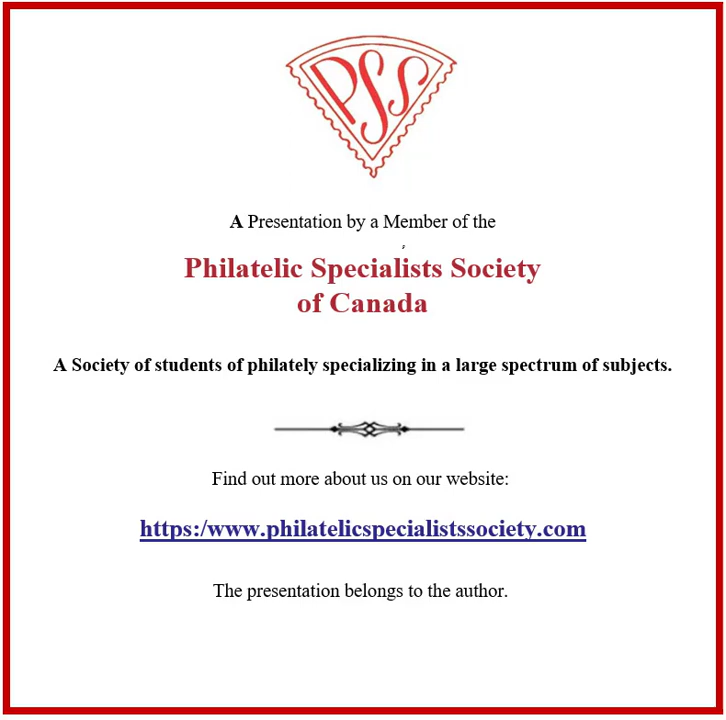 PSS
A Presentation by a Member of the
,
Philatelic Specialists Society
of Canada
A Society of students of philately specializing in a large spectrum of subjects.
Find out more about us on our website:
https:/www.philatelicspecialistssociety.com
The presentation belongs to the author.